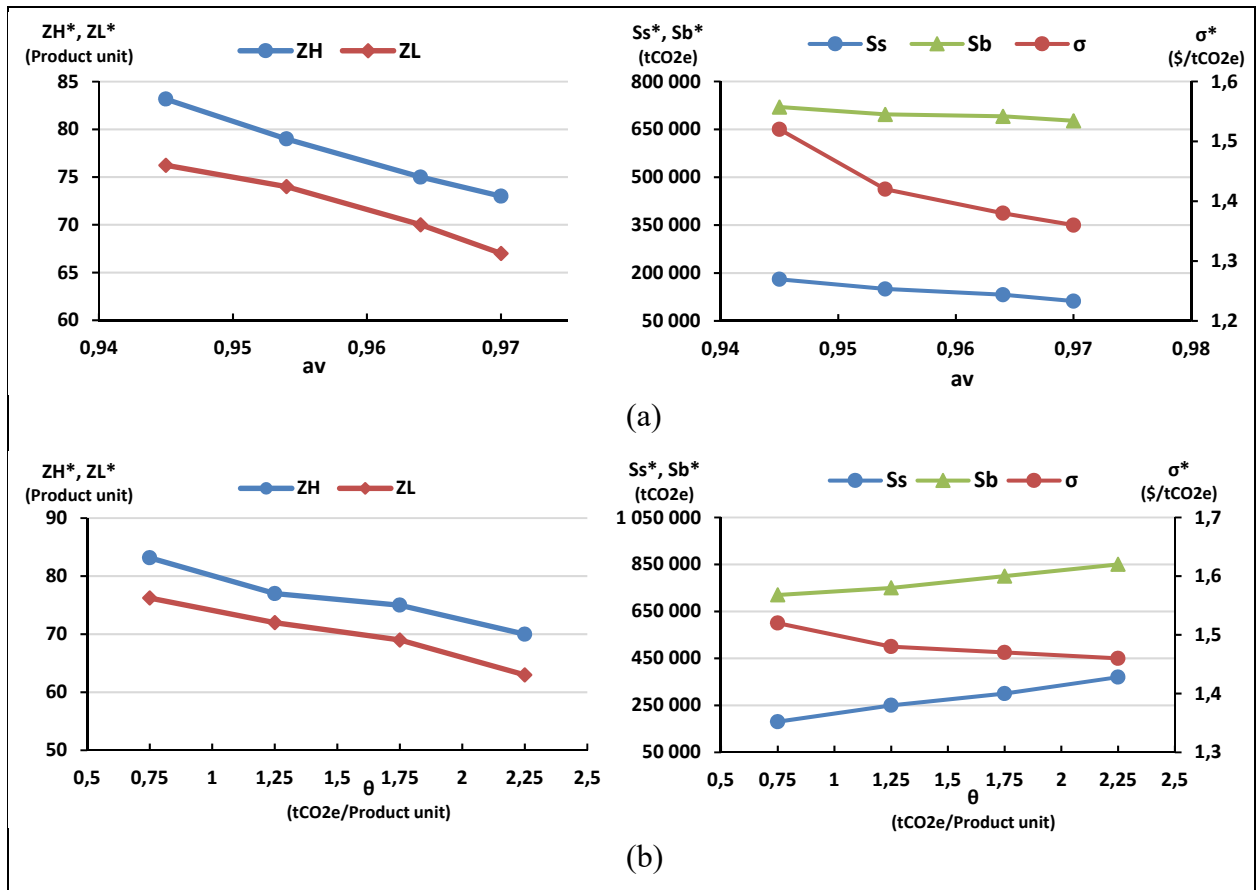 ZH*, ZL*
(Product unit)
ZH ZL
85
80
75
70
65
60
0,94 0,95 0,96 0,97
av
Ss*, Sb*
(tCO2e)
Ss Sb σ
σ*
($/tCO2e)
800 000
650 000
500 000
350 000
200 000
50 000
1,6
1,5
1,4
1,3
1,2
0,94 0,95 0,96 0,97 0,98
av
(a)
ZH*, ZL*
(Product unit)
ZH ZL
90
80
70
60
50
0,5 0,75 1 1,25 1,75 2 2,25 2,5
θ
(tCO2e/Product unit)
Ss*, Sb*
(tCO2e)
Ss Sb σ
σ*
($/tCO2e)
1 050 000
850 000
650 000
450 000
250 000
50 000
1,7
1,6
1,5
1,4
1,3
0,5 0,75 1 1,25 1,75 2 2,25 2,5
θ
(tCO2e/Product unit)
(b)